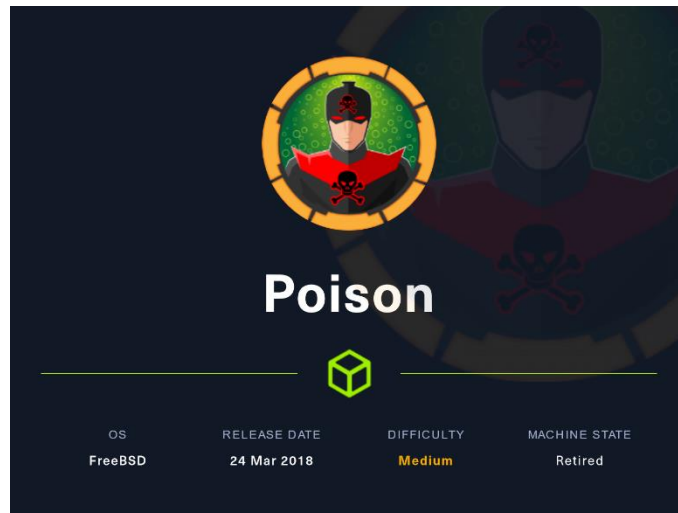 Poison
OS RELEASE DATE DIFFICULTY MACHINE STATE
FreeBSD 24 Mar 2018 Medium Retired